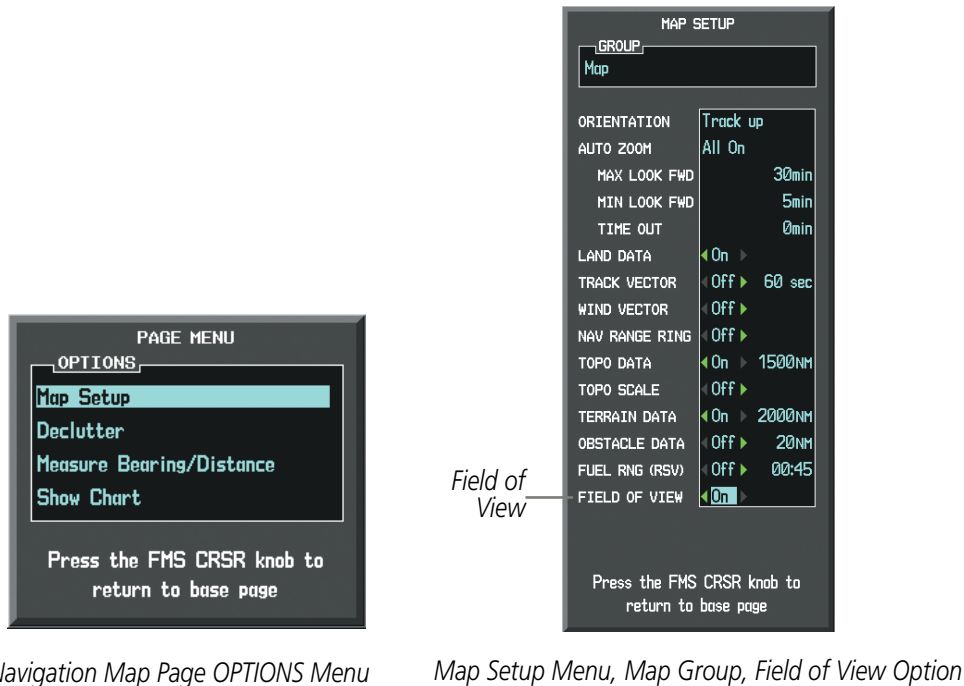 PAGE MENU
OPTIONS
Map Setup
Declutter
Measure Bearing/Distance
Show Chart
Press the FMS CRSR knob to
return to base page
Navigation Map Page OPTIONS Menu
MAP SETUP
GROUP
Map
ORIENTATION Track up
AUTO ZOOM All On
MAX LOOK FWD 30min
MIN LOOK FWD 5min
TIME OUT 0min
LAND DATA On
TRACK VECTOR Off 60 sec
WIND VECTOR Off
NAV RANGE RING Off
TOPO DATA On 1500NM
TOPO SCALE Off
TERRAIN DATA On 2000NM
OBSTACLE DATA Off 20NM
FUEL RNG (RSV) Off 00:45
FIELD OF VIEW On
Field of
View
Press the FMS CRSR knob to
return to base page
Map Setup Menu, Map Group, Field of View Option